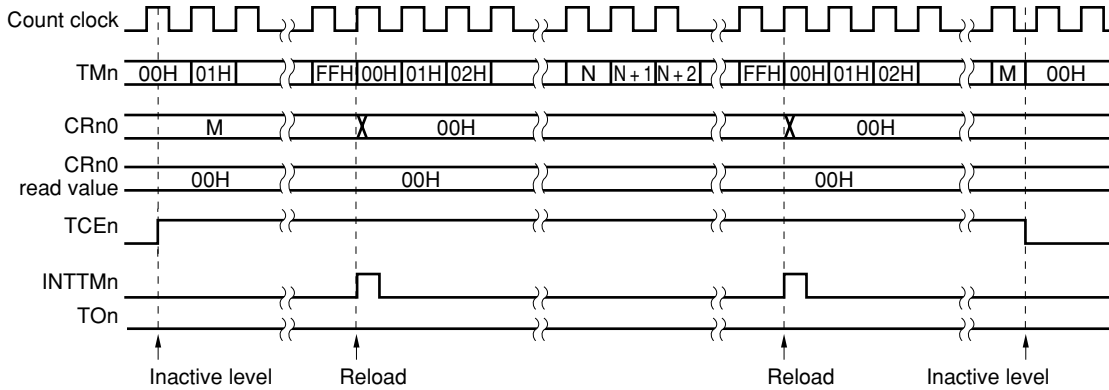 Count clock
TMn 00H 01H FFH 00H 01H 02H N N + 1 N + 2 FFH 00H 01H 02H M 00H
CRn0 M 00H 00H
CRn0
read value 00H 00H 00H
TCEn
INTTMn
TOn
Inactive level Reload Reload Inactive level